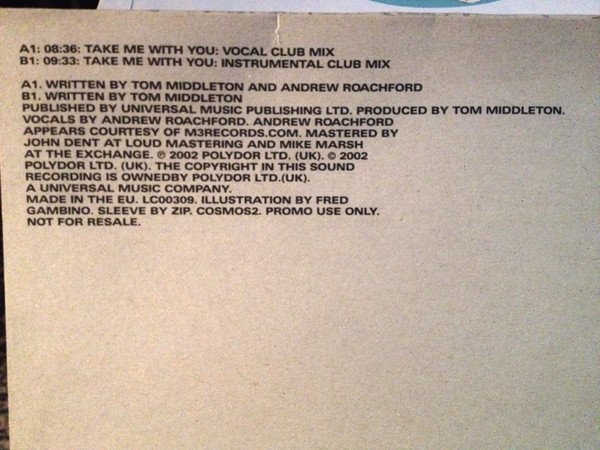 A1: 08:36: TAKE ME WITH YOU: VOCAL CLUB MIX
B1: 09:33: TAKE ME WITH YOU: INSTRUMENTAL CLUB MIX
A1. WRITTEN BY TOM MIDDLETON AND ANDREW ROACHFORD
B1. WRITTEN BY TOM MIDDLETON
PUBLISHED BY UNIVERSAL MUSIC PUBLISHING LTD. PRODUCED BY TOM MIDDLETON.
VOCALS BY ANDREW ROACHFORD. ANDREW ROACHFORD
APPEARS COURTESY OF M3RECORDS.COM. MASTERED BY
JOHN DENT AT LOUD MASTERING AND MIKE MARSH
AT THE EXCHANGE. ℗ 2002 POLYDOR LTD. (UK). © 2002
POLYDOR LTD. (UK). THE COPYRIGHT IN THIS SOUND
RECORDING IS OWNEDBY POLYDOR LTD.(UK).
A UNIVERSAL MUSIC COMPANY.
MADE IN THE EU. LC00309. ILLUSTRATION BY FRED
GAMBINO. SLEEVE BY ZIP. COSMOS2. PROMO USE ONLY.
NOT FOR RESALE.